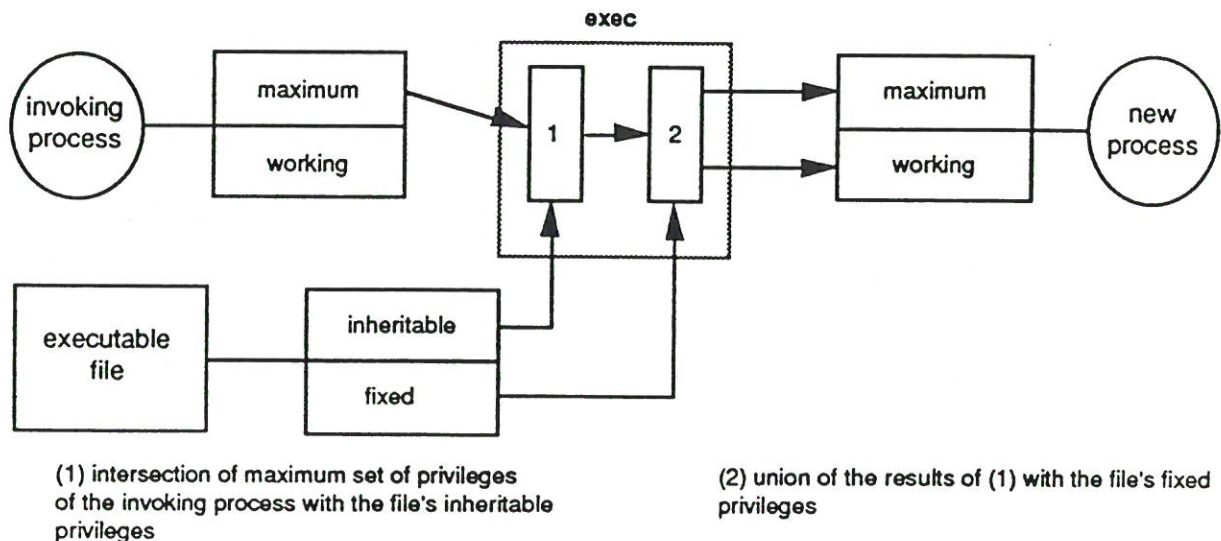 exec
invoking
process
maximum
working
1
2
maximum
working
new
process
executable
file
inheritable
fixed
(1) intersection of maximum set of privileges
of the invoking process with the file's inheritable
privileges
(2) union of the results of (1) with the file's fixed
privileges